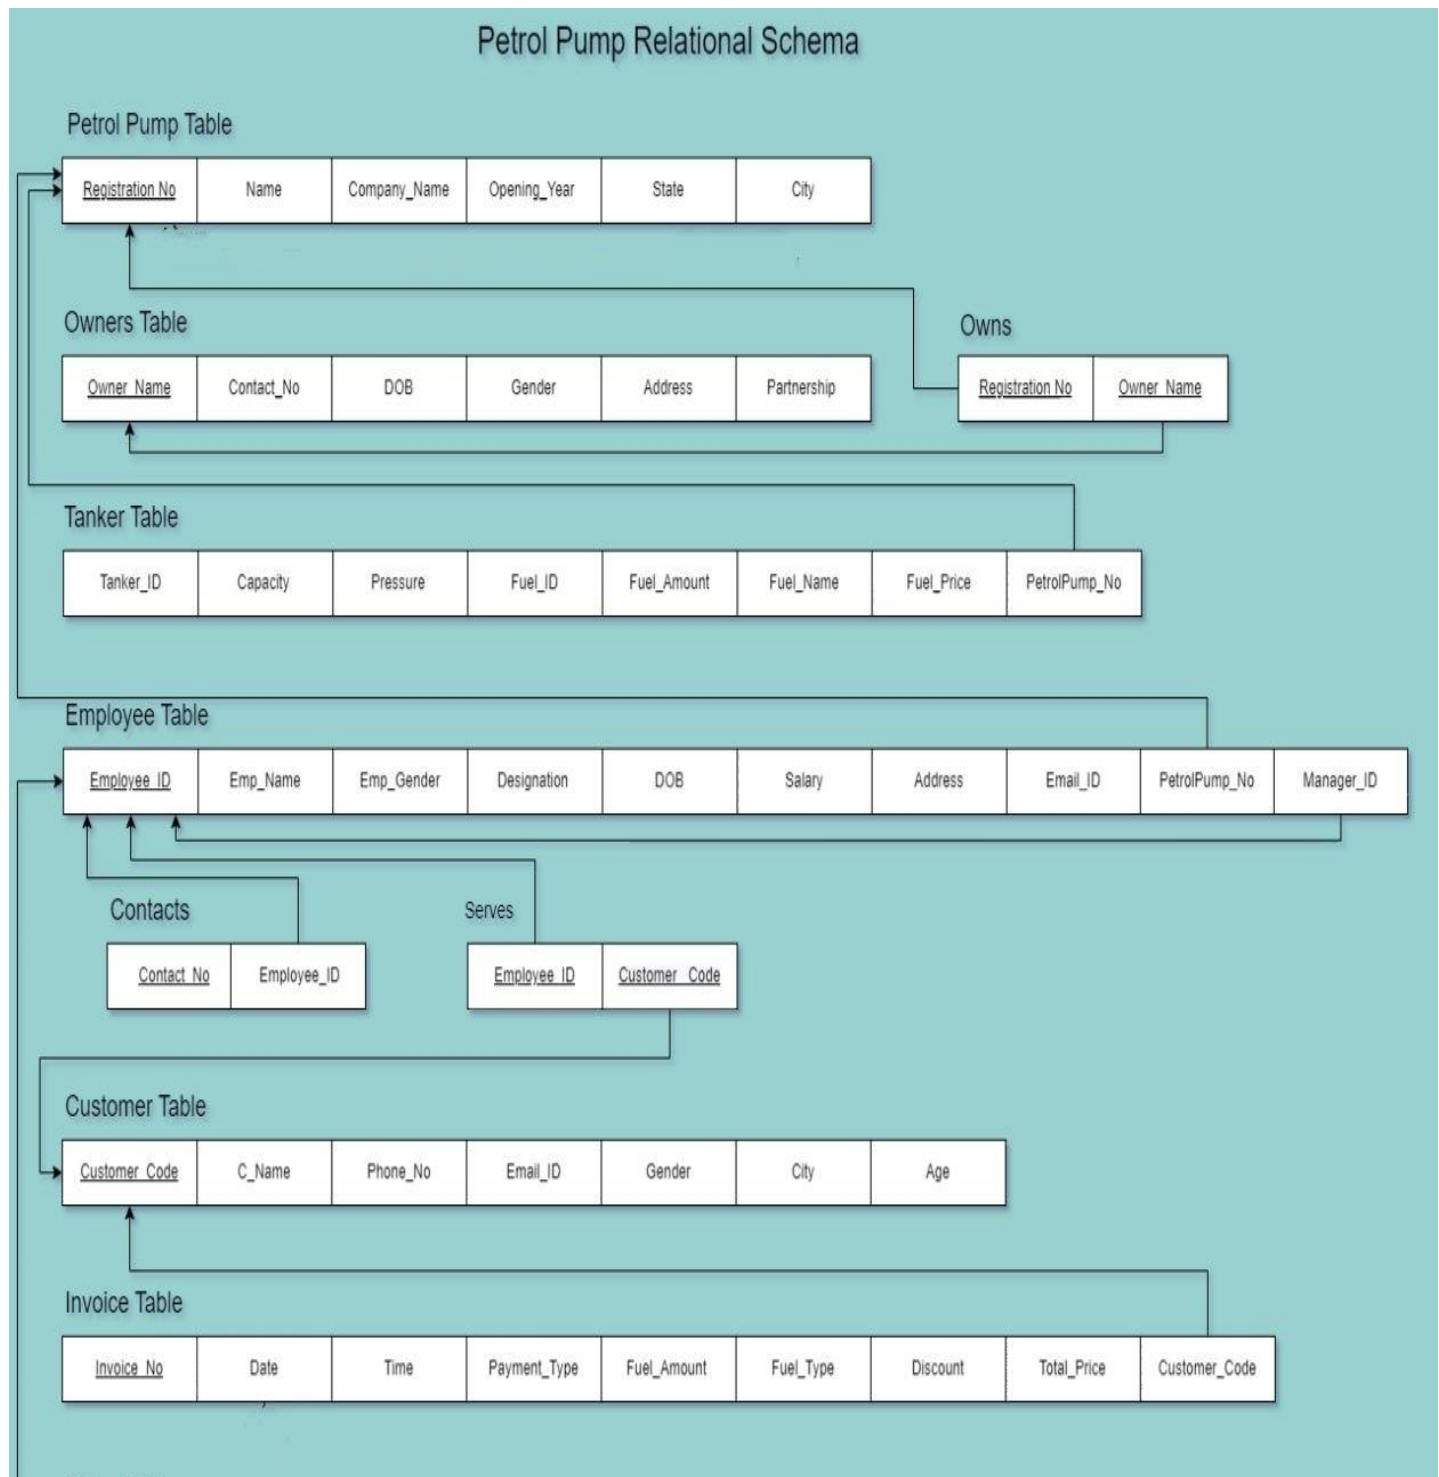 Petrol Pump Relational Schema
Petrol Pump Table
Registration No Name Company_Name Opening_Year State City
Owners Table
Owns
Owner_Name Contact_No DOB Gender Address Partnership
Registration No Owner_Name
Tanker Table
Tanker_ID Capacity Pressure Fuel_ID Fuel_Amount Fuel_Name Fuel_Price PetrolPump_No
Employee Table
Employee_ID Emp_Name Emp_Gender Designation DOB Salary Address Email_ID PetrolPump_No Manager_ID
Contacts
Serves
Contact_No Employee_ID
Employee_ID Customer_Code
Customer Table
Customer_Code C_Name Phone_No Email_ID Gender City Age
Invoice Table
Invoice_No Date Time Payment_Type Fuel_Amount Fuel_Type Discount Total_Price Customer_Code